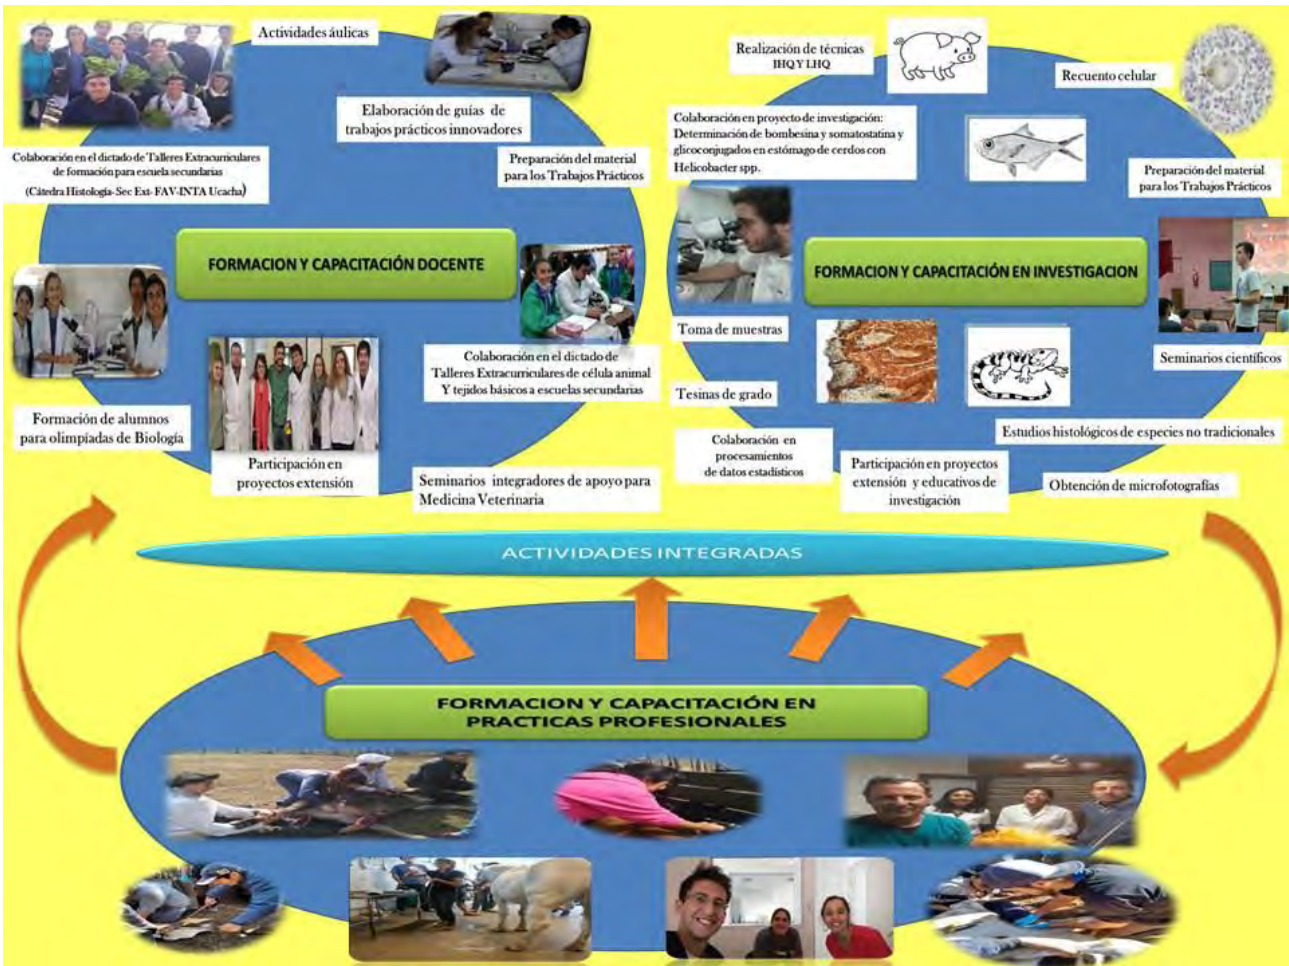 Actividades áulicas
Elaboración de guías de
trabajos prácticos innovadores
Colaboración en el dictado de Talleres Extracurriculares
de formación para escuela secundarias
(Cátedra Histología- Sec Ext- FAV-INTA Ucacha)
Preparación del material
para los Trabajos Prácticos
FORMACION Y CAPACITACIÓN DOCENTE
Colaboración en el dictado de
Talleres Extracurriculares de célula animal
Y tejidos básicos a escuelas secundarias
Formación de alumnos
para olimpíadas de Biología
Participación en
proyectos extensión
Seminarios integradores de apoyo para
Medicina Veterinaria
Realización de técnicas
IHQ Y LHQ
Recuento celular
Colaboración en proyecto de investigación:
Determinación de bombesina y somatostatina y
glicoconjugados en estómago de cerdos con
Helicobacter spp.
Preparación del material
para los Trabajos Prácticos
FORMACION Y CAPACITACIÓN EN INVESTIGACION
Toma de muestras
Seminarios científicos
Tesinas de grado
Estudios histológicos de especies no tradicionales
Colaboración en
procesamientos
de datos estadísticos
Participación en proyectos
extensión y educativos de
investigación
Obtención de microfotografías
ACTIVIDADES INTEGRADAS
FORMACION Y CAPACITACIÓN EN
PRACTICAS PROFESIONALES